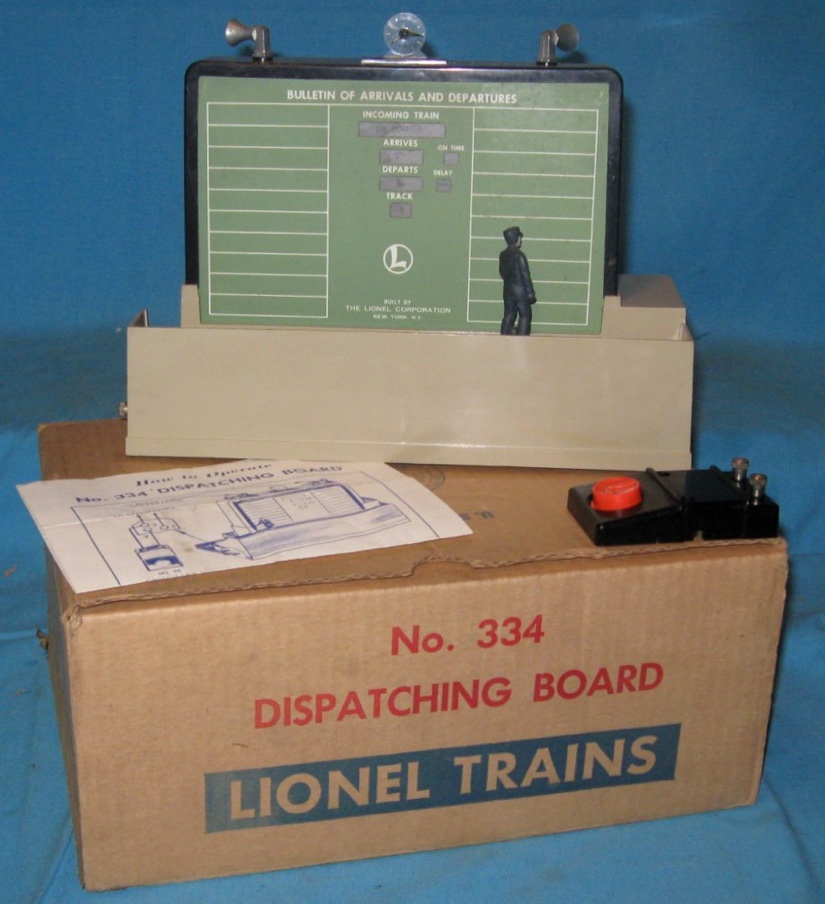 BULLETIN OF ARRIVALS AND DEPARTURES
INCOMING TRAIN
ARRIVES
ON TIME
DEPARTS
DELAY
TRACK
L
BUILT BY
THE LIONEL CORPORATION
NEW YORK N.Y.
How to Operate
No. 334 DISPATCHING BOARD
No. 334
DISPATCHING BOARD
LIONEL TRAINS